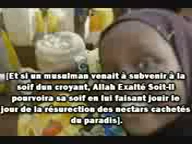 [Et si un musulman venait à subvenir à la
soif d'un croyant, Allah Exalté Soit-Il
pourvoira sa soif en lui faisant jouir le
jour de la résurection des nectars cachetés
du paradis].